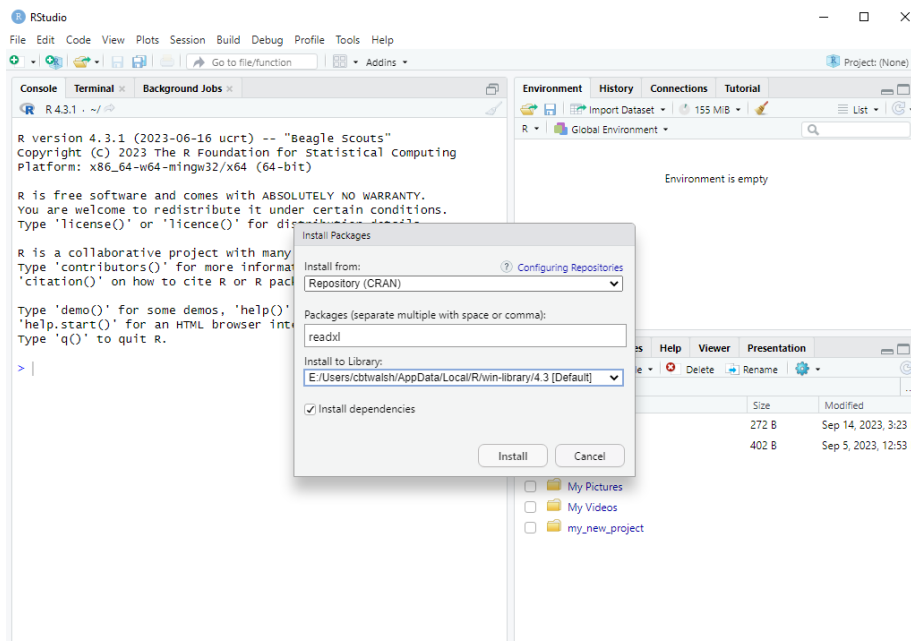 RStudio
File Edit Code View Plots Session Build Debug Profile Tools Help
Go to file/function Addins Project: (None)
Console Terminal Background Jobs
R 4.3.1 · ~/
R version 4.3.1 (2023-06-16 ucrt) -- "Beagle Scouts"
Copyright (C) 2023 The R Foundation for Statistical Computing
Platform: x86_64-w64-mingw32/x64 (64-bit)
R is free software and comes with ABSOLUTELY NO WARRANTY.
You are welcome to redistribute it under certain conditions.
Type 'license()' or 'licence()' for distribution details.
R is a collaborative project with many
Type 'contributors()' for more informat
'citation()' on how to cite R or R pack
Type 'demo()' for some demos, 'help()'
'help.start()' for an HTML browser inte
Type 'q()' to quit R.
>
Environment History Connections Tutorial
Import Dataset 155 MiB List
R Global Environment
Environment is empty
Install Packages
Install from: ? Configuring Repositories
Repository (CRAN)
Packages (separate multiple with space or comma):
readxl
Install to Library:
E:/Users/cbtwalsh/AppData/Local/R/win-library/4.3 [Default]
Install dependencies
Install Cancel
es Help Viewer Presentation
e Delete Rename
Size Modified
272 B Sep 14, 2023, 3:23
402 B Sep 5, 2023, 12:53
My Pictures
My Videos
my_new_project